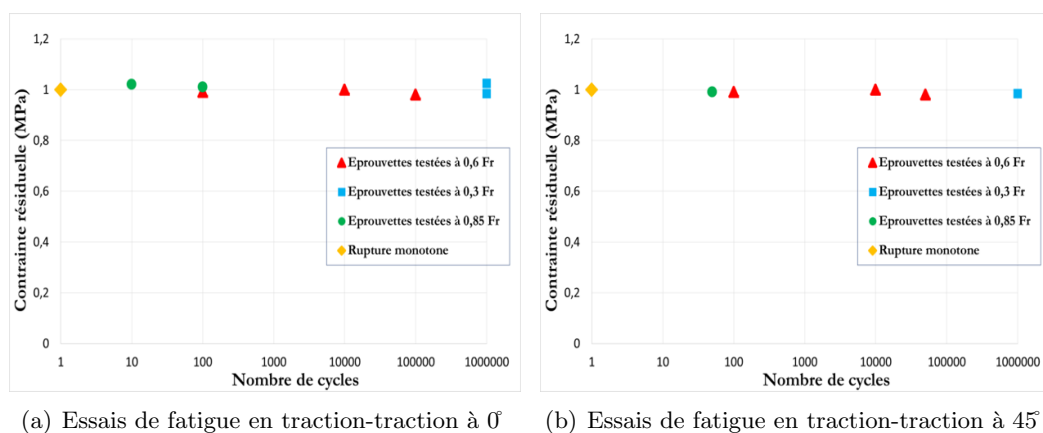 1,2
1
0,8
0,6
0,4
0,2
0
Contrainte résiduelle (MPa)
Eprouvettes testées à 0,6 Fr
Eprouvettes testées à 0,3 Fr
Eprouvettes testées à 0,85 Fr
Rupture monotone
1 10 100 1000 10000 100000 1000000
Nombre de cycles
(a) Essais de fatigue en traction-traction à 0°
1,2
1
0,8
0,6
0,4
0,2
0
Contrainte résiduelle (MPa)
Eprouvettes testées à 0,6 Fr
Eprouvettes testées à 0,3 Fr
Eprouvettes testées à 0,85 Fr
Rupture monotone
1 10 100 1000 10000 100000 1000000
Nombre de cycles
(b) Essais de fatigue en traction-traction à 45°